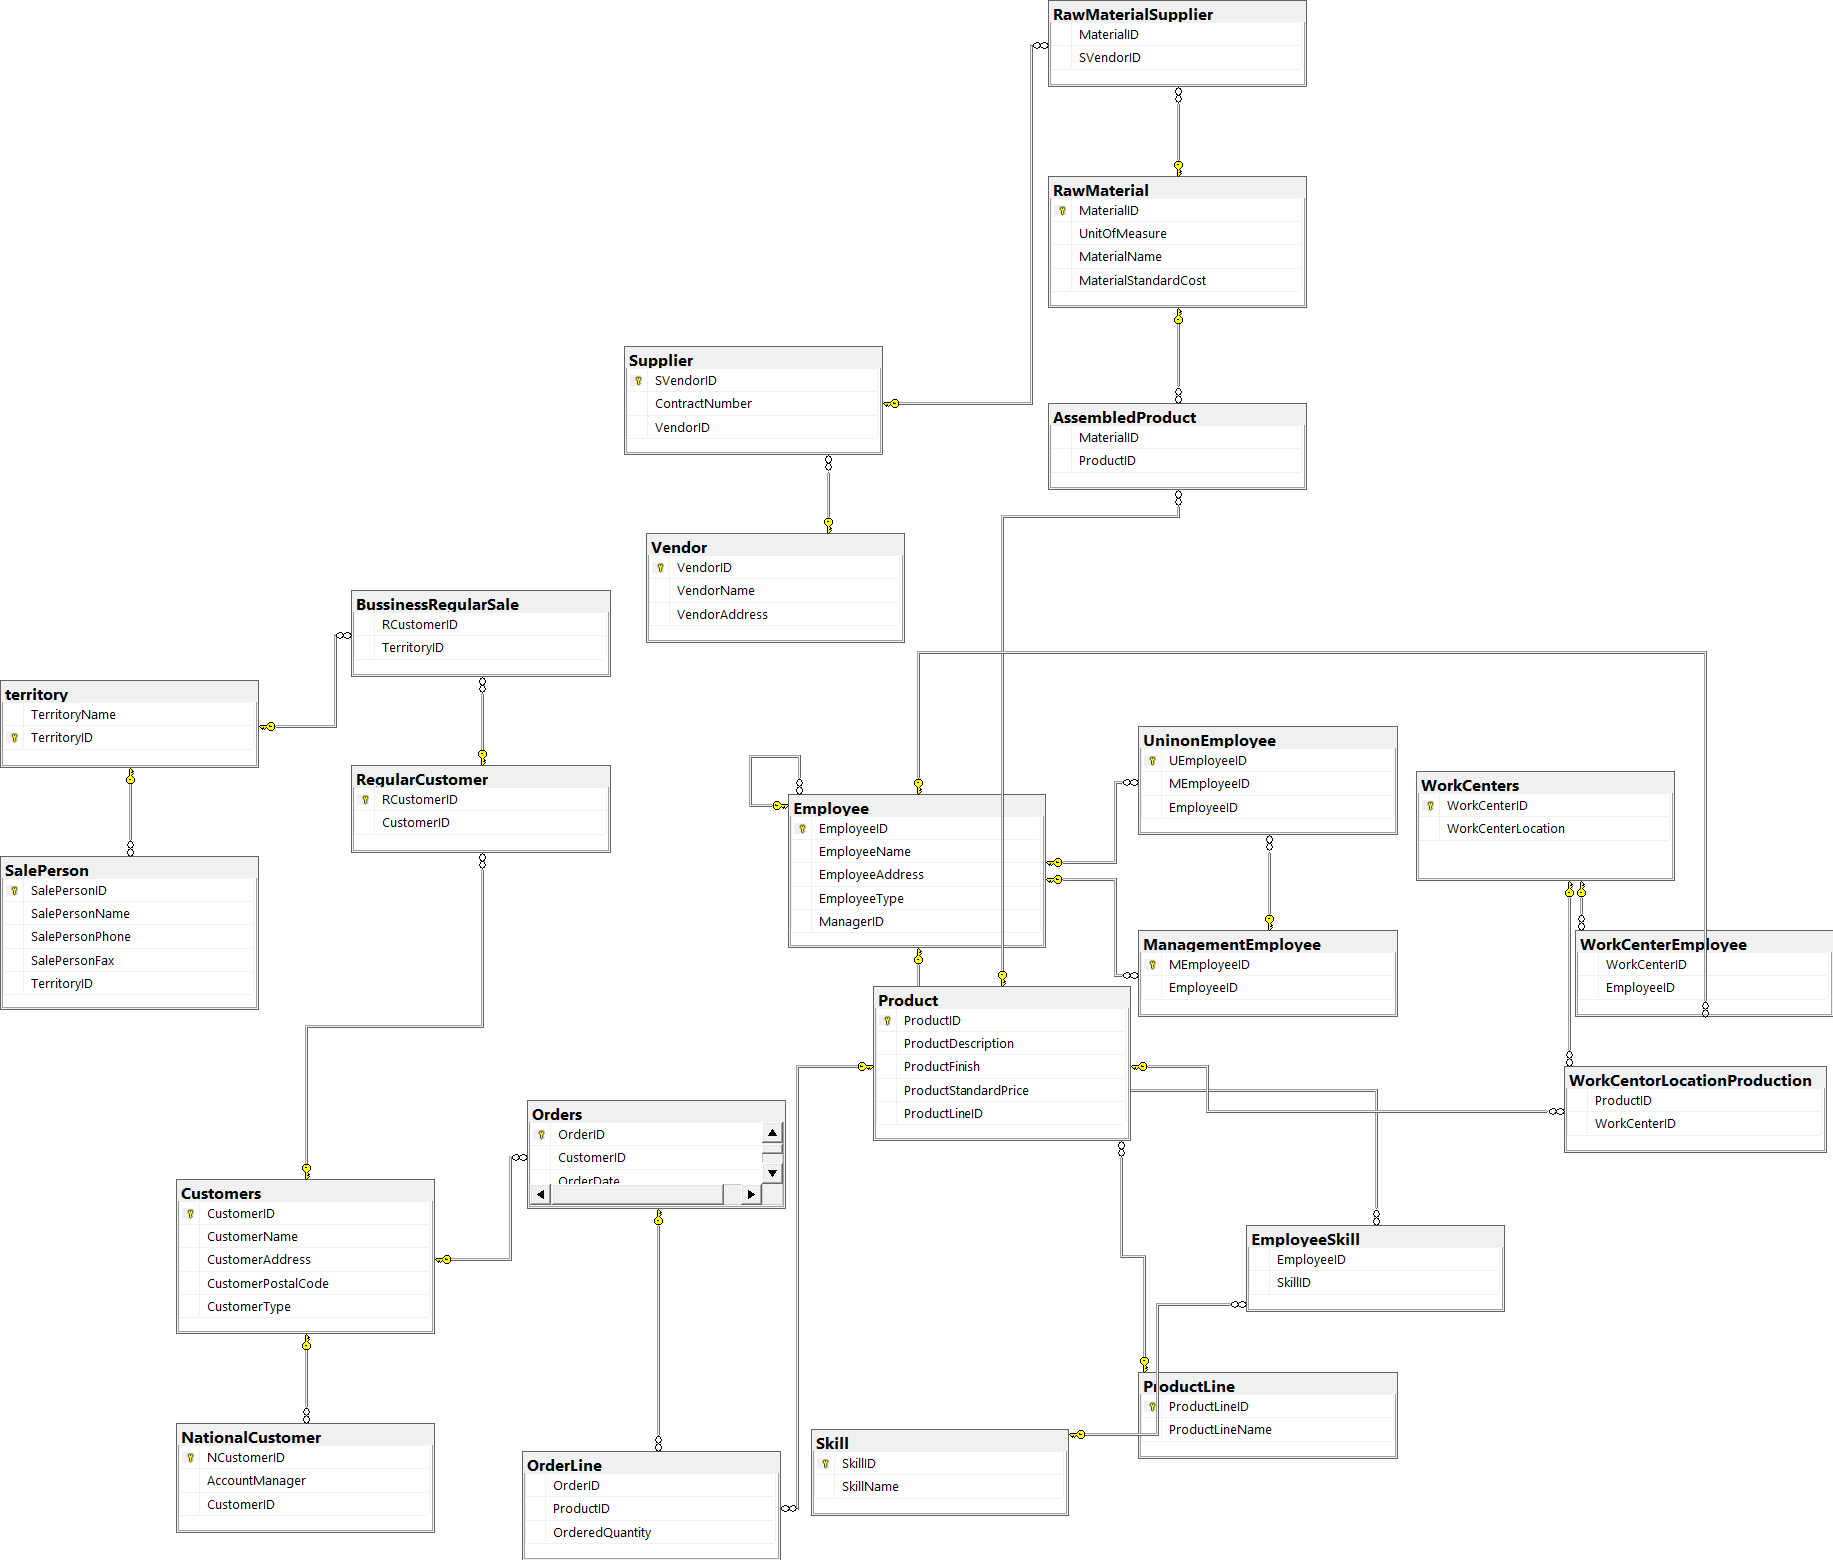 RawMaterialSupplier
MaterialID
SVendorID
RawMaterial
MaterialID
UnitOfMeasure
MaterialName
MaterialStandardCost
Supplier
SVendorID
ContractNumber
VendorID
AssembledProduct
MaterialID
ProductID
Vendor
VendorID
VendorName
VendorAddress
BussinessRegularSale
RCustomerID
TerritoryID
territory
TerritoryName
TerritoryID
RegularCustomer
RCustomerID
CustomerID
SalePerson
SalePersonID
SalePersonName
SalePersonPhone
SalePersonFax
TerritoryID
Employee
EmployeeID
EmployeeName
EmployeeAddress
EmployeeType
ManagerID
UninonEmployee
UEmployeeID
MEmployeeID
EmployeeID
WorkCenters
WorkCenterID
WorkCenterLocation
ManagementEmployee
MEmployeeID
EmployeeID
WorkCenterEmployee
WorkCenterID
EmployeeID
Product
ProductID
ProductDescription
ProductFinish
ProductStandardPrice
ProductLineID
WorkCentorLocationProduction
ProductID
WorkCenterID
Orders
OrderID
CustomerID
OrderDate
Customers
CustomerID
CustomerName
CustomerAddress
CustomerPostalCode
CustomerType
EmployeeSkill
EmployeeID
SkillID
ProductLine
ProductLineID
ProductLineName
NationalCustomer
NCustomerID
AccountManager
CustomerID
OrderLine
OrderID
ProductID
OrderedQuantity
Skill
SkillID
SkillName